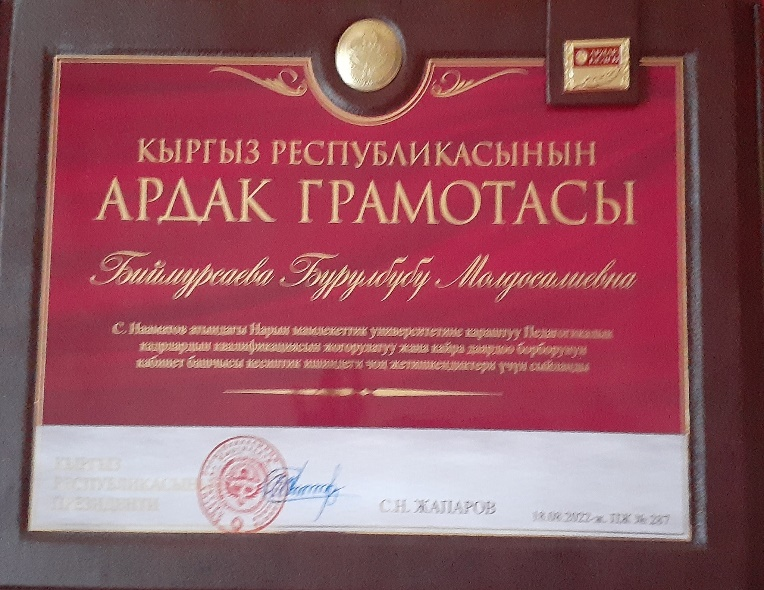 КЫРГЫЗ РЕСПУБЛИКАСЫНЫН
АРДАК ГРАМОТАСЫ
Биймурсаева Бурулбубу Молдосалиевна
С. Нааматов атындагы Нарын мамлекеттик университетине караштуу Педагогикалык
кадрлардын квалификациясын жогорулатуу жана кайра даярдоо борборунун
кабинет башчысы кесиптик ишиндеги чоң жетишкендиктери үчүн сыйланды
КЫРГЫЗ
РЕСПУБЛИКАСЫНЫН
ПРЕЗИДЕНТИ
С.Н. ЖАПАРОВ
18.08.2022-ж. ПЖ № 287